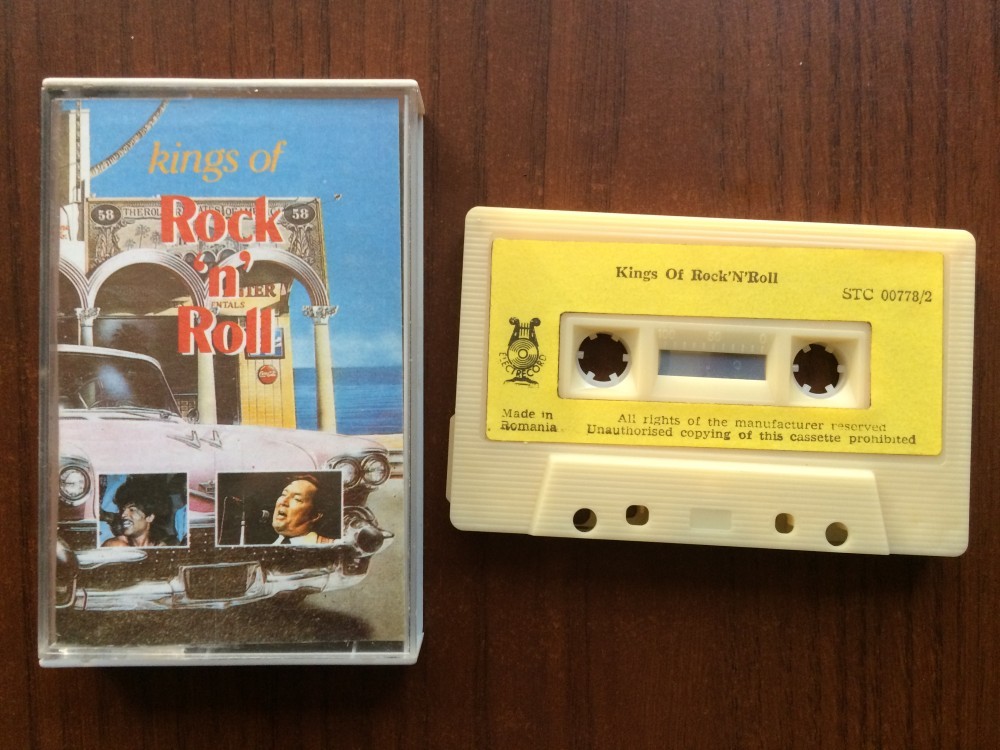 kings of
Rock
'n'
Roll
58
58
Kings Of Rock'N'Roll
STC 00778/2
ELECTRECORD
Made in
Romania
All rights of the manufacturer reserved
Unauthorised copying of this cassette prohibited